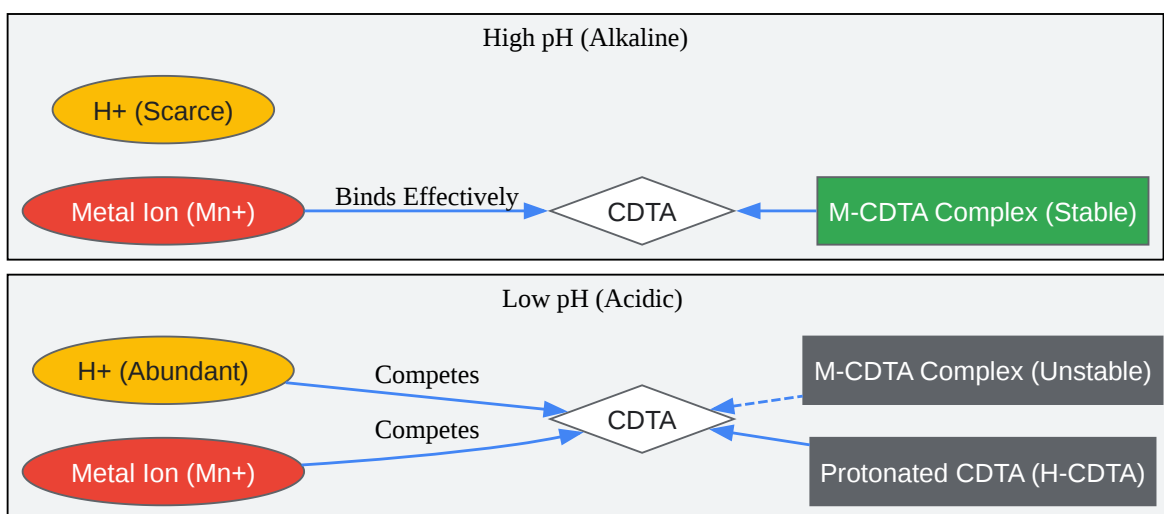 High pH (Alkaline)
H+ (Scarce)
Metal Ion (Mn+)
Binds Effectively
CDTA
M-CDTA Complex (Stable)
Low pH (Acidic)
H+ (Abundant)
Competes
M-CDTA Complex (Unstable)
CDTA
Competes
Metal Ion (Mn+)
Protonated CDTA (H-CDTA)